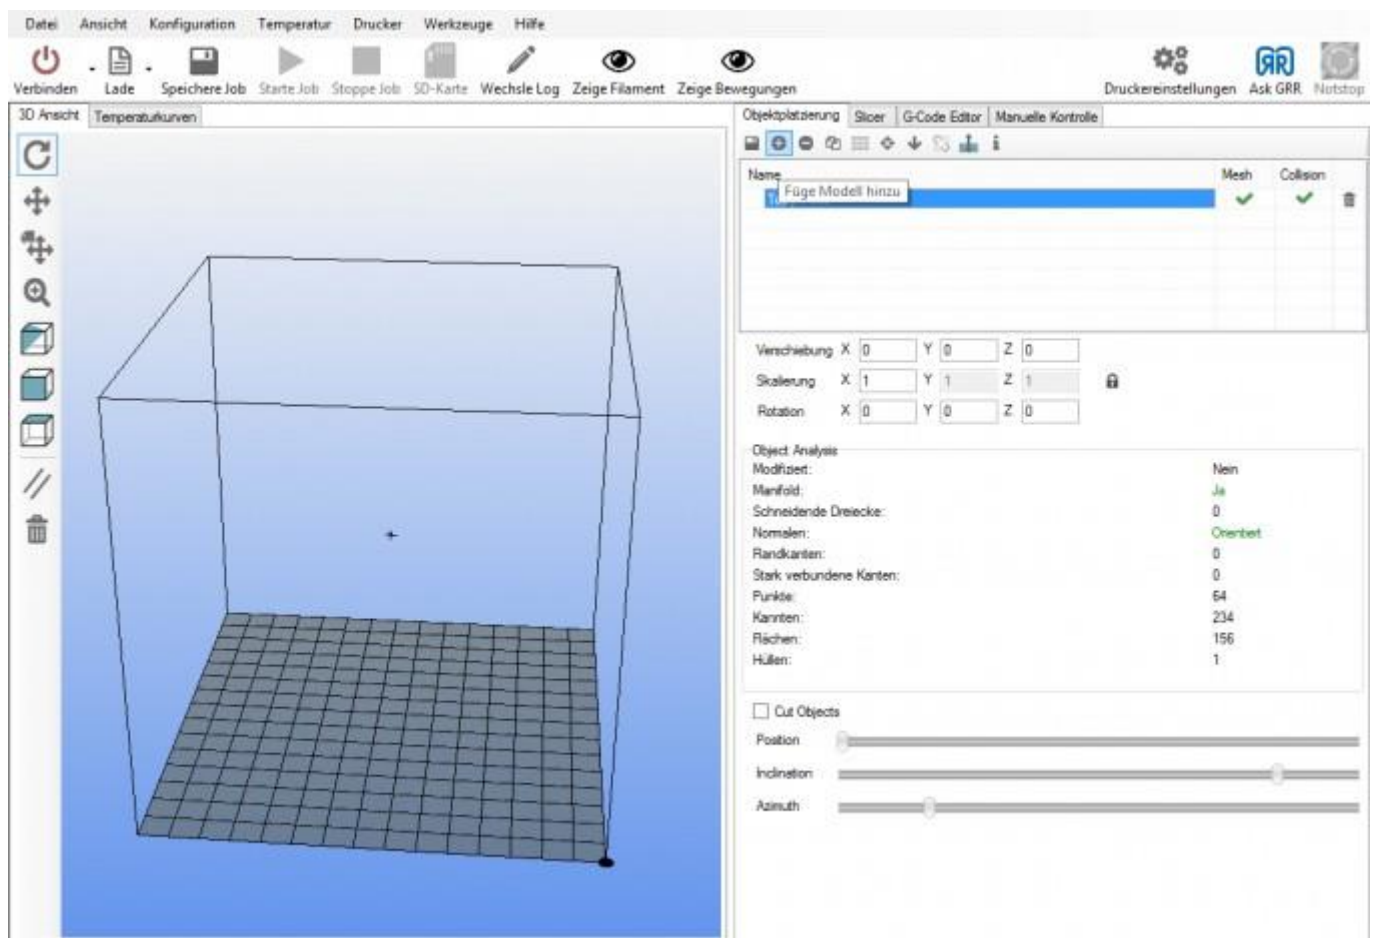 Datei Ansicht Konfiguration Temperatur Drucker Werkzeuge Hilfe
Verbinden Lade Speichere Job Starte Job Stoppe Job SD-Karte Wechsle Log Zeige Filament Zeige Bewegungen Druckereinstellungen Ask GRR Notstop
3D Ansicht Temperaturkurven
Objektplatzierung Slicer G-Code Editor Manuelle Kontrolle
Name Mesh Collision
Füge Modell hinzu
Verschiebung X 0 Y 0 Z 0
Skalierung X 1 Y 1 Z 1
Rotation X 0 Y 0 Z 0
Object Analysis
Modifiziert: Nein
Manifold: Ja
Schneidende Dreiecke: 0
Normalen: Orientiert
Randkanten: 0
Stark verbundene Kanten: 0
Punkte: 64
Kannten: 234
Flächen: 156
Hüllen: 1
Cut Objects
Position
Inclination
Azimuth